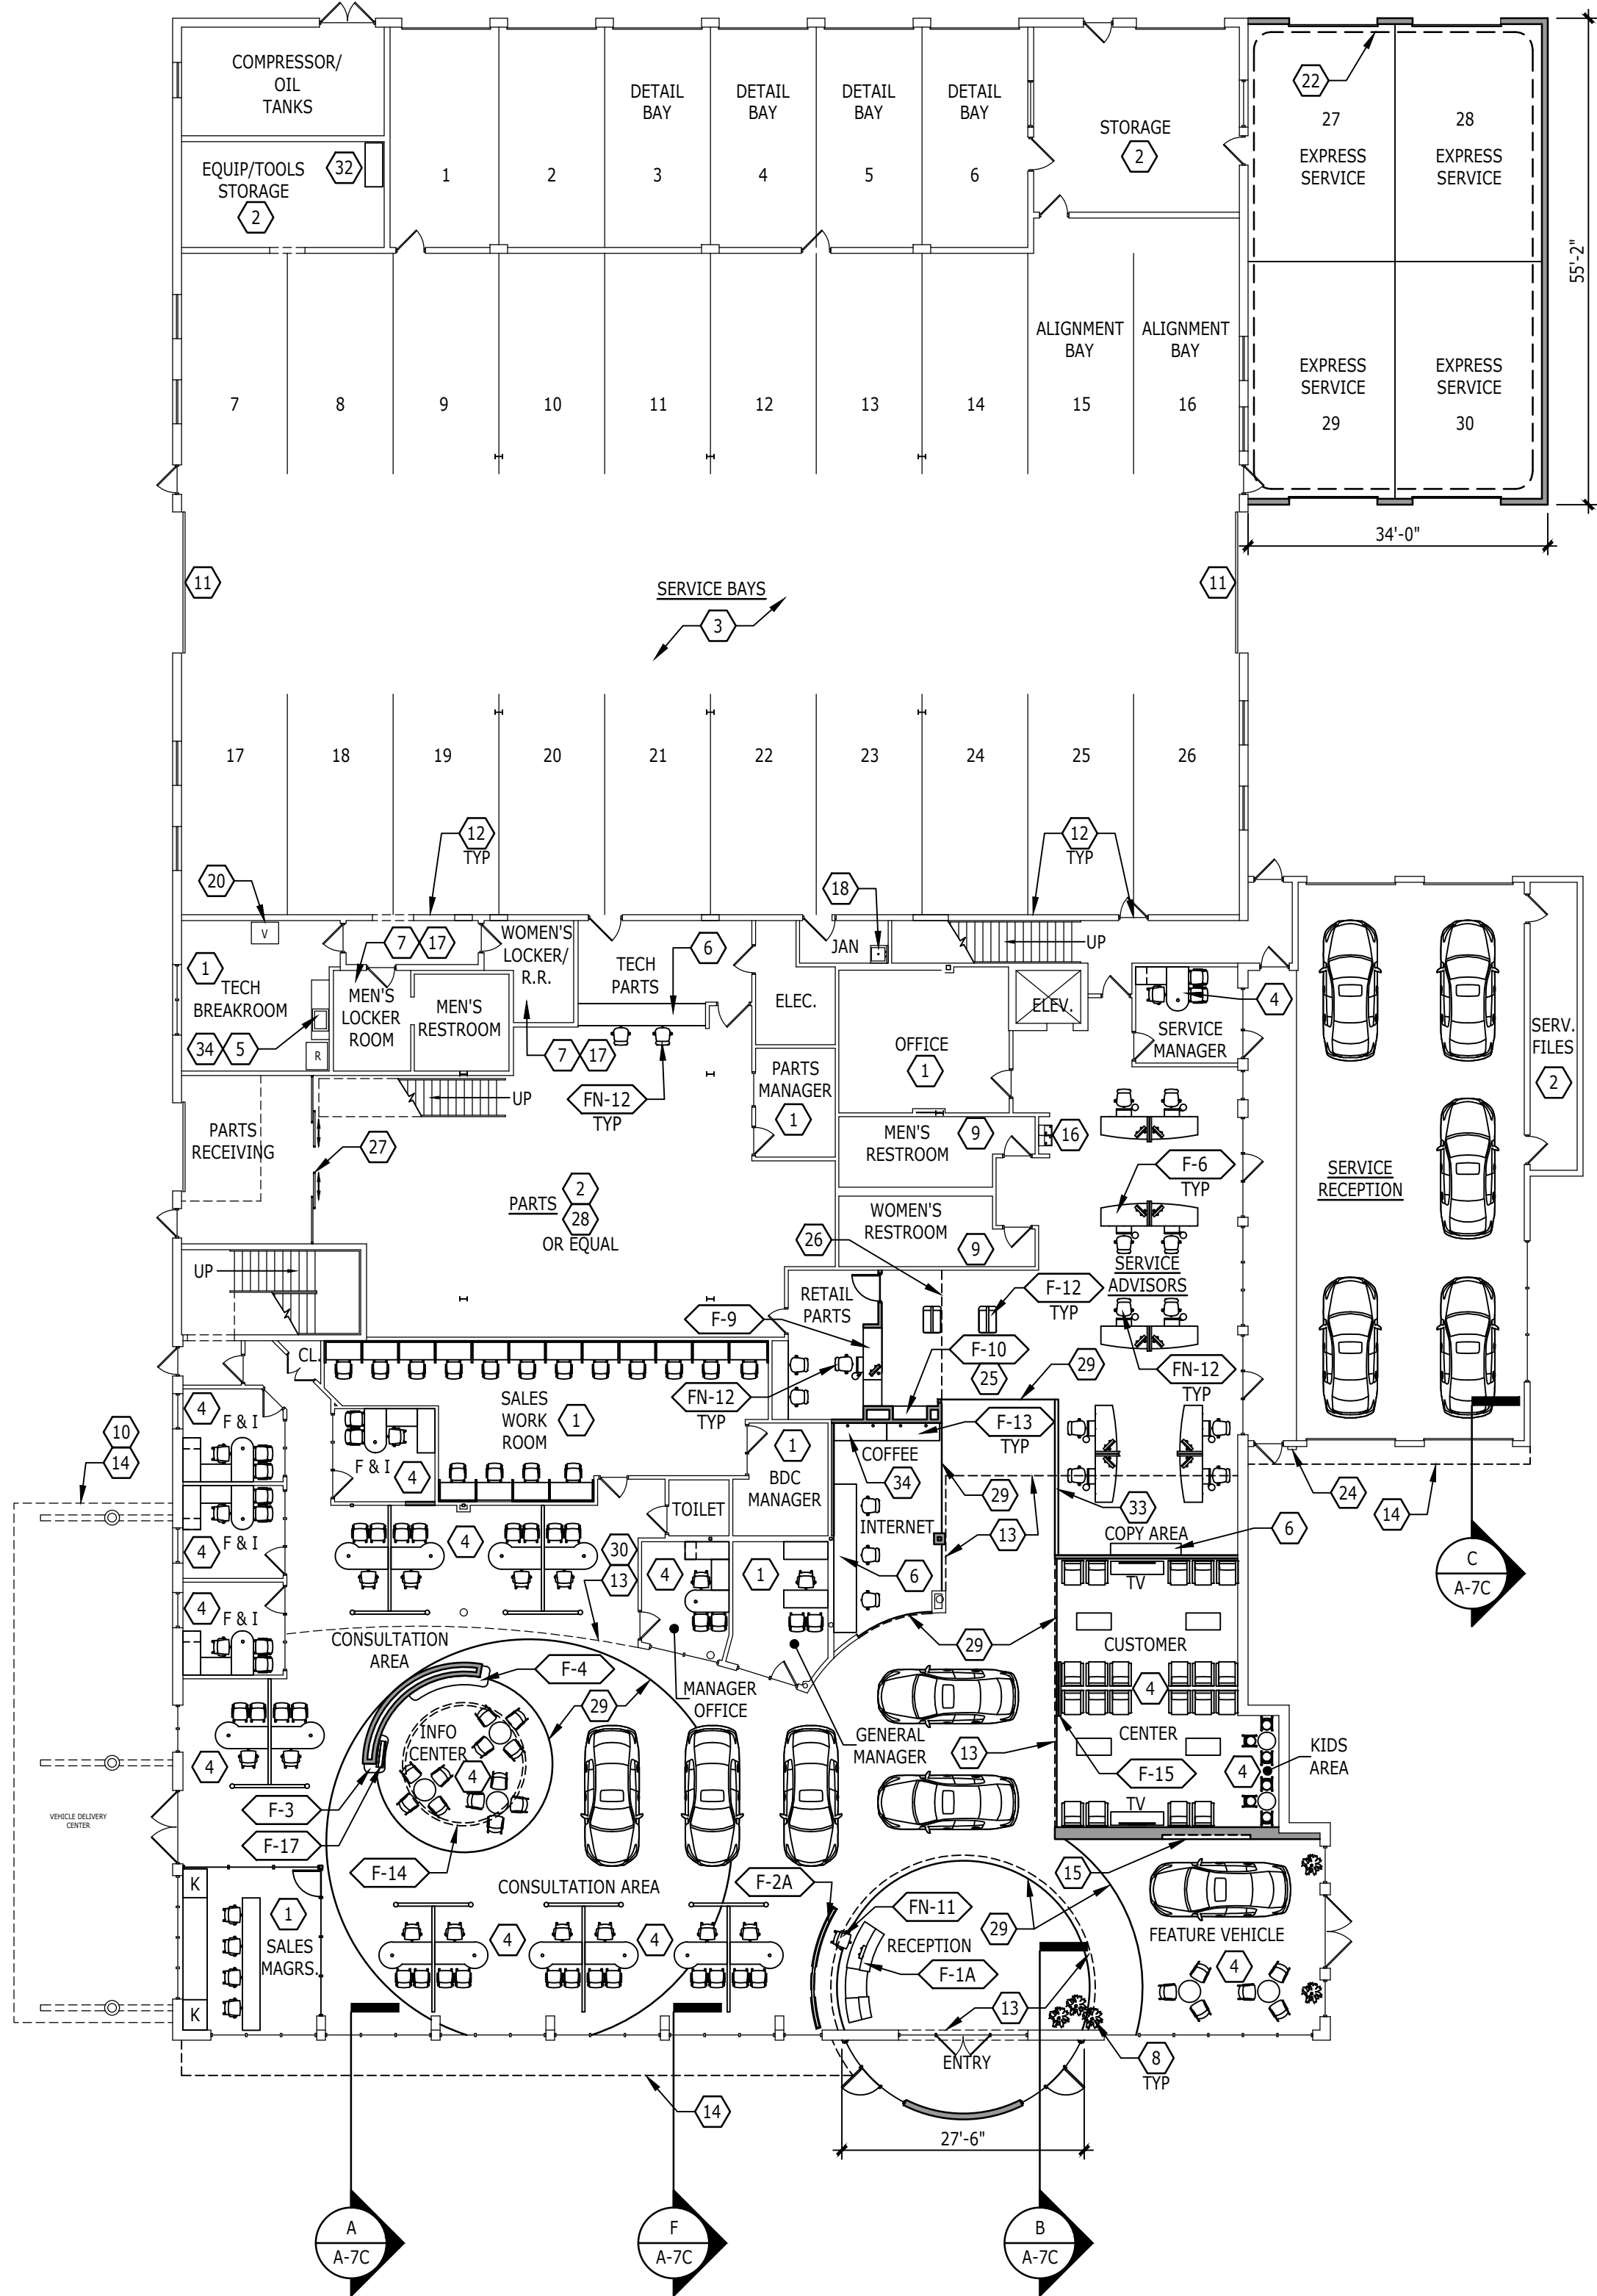 COMPRESSOR/
OIL
TANKS
EQUIP/TOOLS
STORAGE
2
32
1
2
DETAIL
BAY
3
DETAIL
BAY
4
DETAIL
BAY
5
DETAIL
BAY
6
STORAGE
2
22
27
EXPRESS
SERVICE
28
EXPRESS
SERVICE
EXPRESS
SERVICE
29
EXPRESS
SERVICE
30
55'-2"
34'-0"
7
8
9
10
11
12
13
14
ALIGNMENT
BAY
15
ALIGNMENT
BAY
16
11
SERVICE BAYS
3
11
17
18
19
20
21
22
23
24
25
26
12
TYP
12
TYP
20
V
18
JAN
UP
7
17
WOMEN'S
LOCKER/
R.R.
6
TECH
PARTS
1
TECH
BREAKROOM
34
5
R
MEN'S
LOCKER
ROOM
MEN'S
RESTROOM
7
17
FN-12
TYP
ELEC.
OFFICE
1
ELEV.
4
SERVICE
MANAGER
SERV.
FILES
2
PARTS
MANAGER
1
UP
PARTS
RECEIVING
27
MEN'S
RESTROOM
9
16
F-6
TYP
SERVICE
RECEPTION
PARTS
2
28
OR EQUAL
WOMEN'S
RESTROOM
9
26
UP
SERVICE
ADVISORS
RETAIL
PARTS
F-12
TYP
F-9
F-10
25
29
FN-12
TYP
FN-12
TYP
CL.
SALES
WORK
ROOM
1
4
F & I
F & I
4
10
14
1
BDC
MANAGER
F-13
TYP
COFFEE
34
29
33
24
14
TOILET
INTERNET
13
COPY AREA
6
C
A-7C
4
F & I
4
30
13
4
1
6
TV
4
F & I
CONSULTATION
AREA
29
CUSTOMER
4
CENTER
F-4
MANAGER
OFFICE
29
INFO
CENTER
4
GENERAL
MANAGER
13
F-15
4
KIDS
AREA
TV
4
F-3
F-17
F-14
VEHICLE DELIVERY
CENTER
K
1
SALES
MAGRS.
K
CONSULTATION AREA
4
4
F-2A
FN-11
RECEPTION
F-1A
15
29
FEATURE VEHICLE
4
13
ENTRY
8
TYP
14
27'-6"
A
A-7C
F
A-7C
B
A-7C